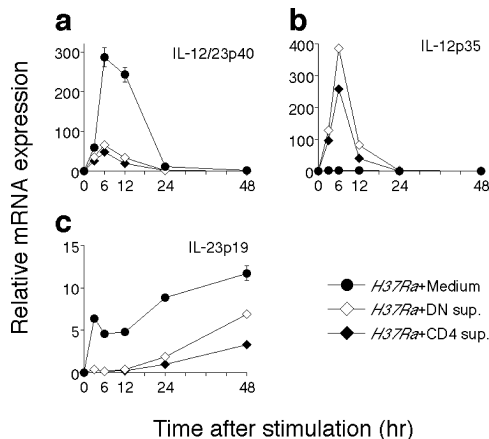 a
IL-12/23p40
300
200
100
0
0 6 12 24 48
b
IL-12p35
400
300
200
100
0
0 6 12 24 48
Relative mRNA expression
c
IL-23p19
15
10
5
0
0 6 12 24 48
H37Ra+Medium
H37Ra+DN sup.
H37Ra+CD4 sup.
Time after stimulation (hr)